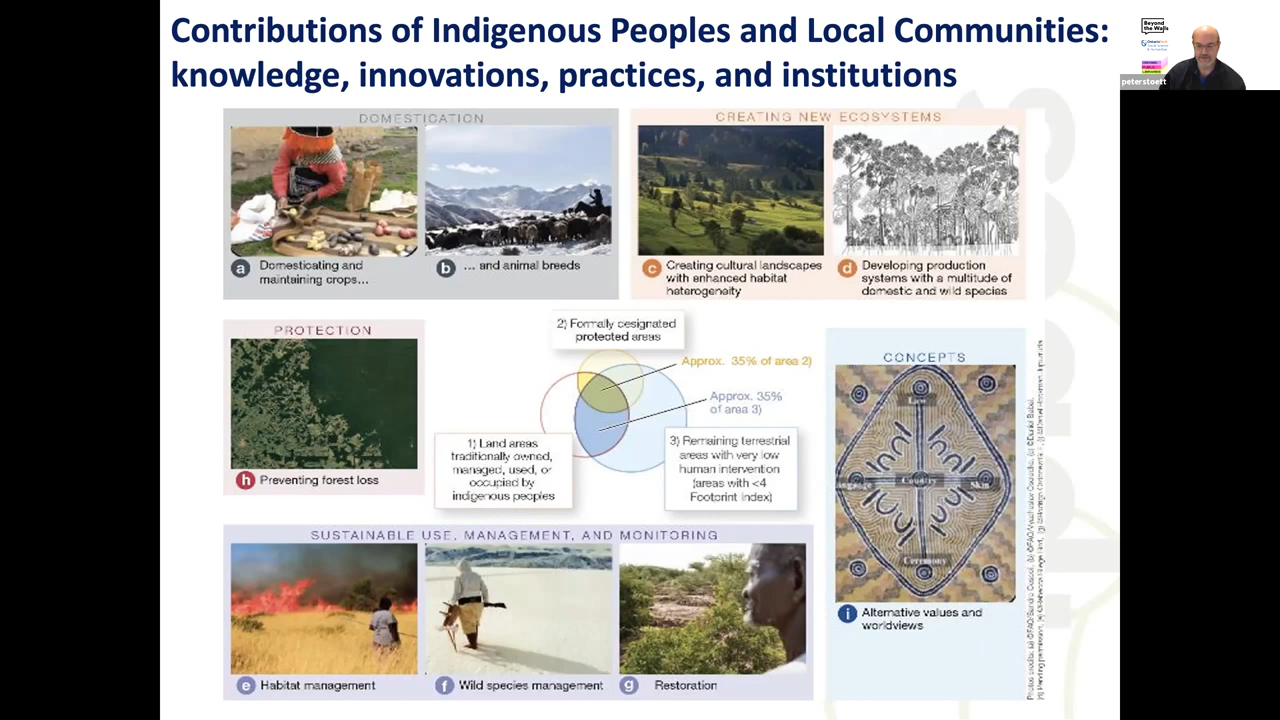 Contributions of Indigenous Peoples and Local Communities:
knowledge, innovations, practices, and institutions
Beyond
the Walls
peterstoett
DOMESTICATION
a Domesticating and
maintaining crops...
b ... and animal breeds
CREATING NEW ECOSYSTEMS
c Creating cultural landscapes
with enhanced habitat
heterogeneity
d Developing production
systems with a multitude of
domestic and wild species
PROTECTION
h Preventing forest loss
2) Formally designated
protected areas
Approx. 35% of area 2)
Approx. 35%
of area 3)
1) Land areas
traditionally owned,
managed, used, or
occupied by
indigenous peoples
3) Remaining terrestrial
areas with very low
human intervention
(areas with <4
Footprint Index)
CONCEPTS
Law
Country
Skin
Ceremony
i Alternative values and
worldviews
SUSTAINABLE USE, MANAGEMENT, AND MONITORING
e Habitat management
f Wild species management
g Restoration